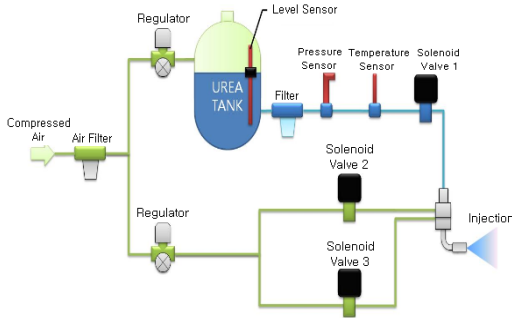 Level Sensor
Regulator
Pressure
Sensor
Temperature
Sensor
Solenoid
Valve 1
UREA
TANK
Filter
Compressed
Air
Air Filter
Solenoid
Valve 2
Regulator
Injection
Solenoid
Valve 3